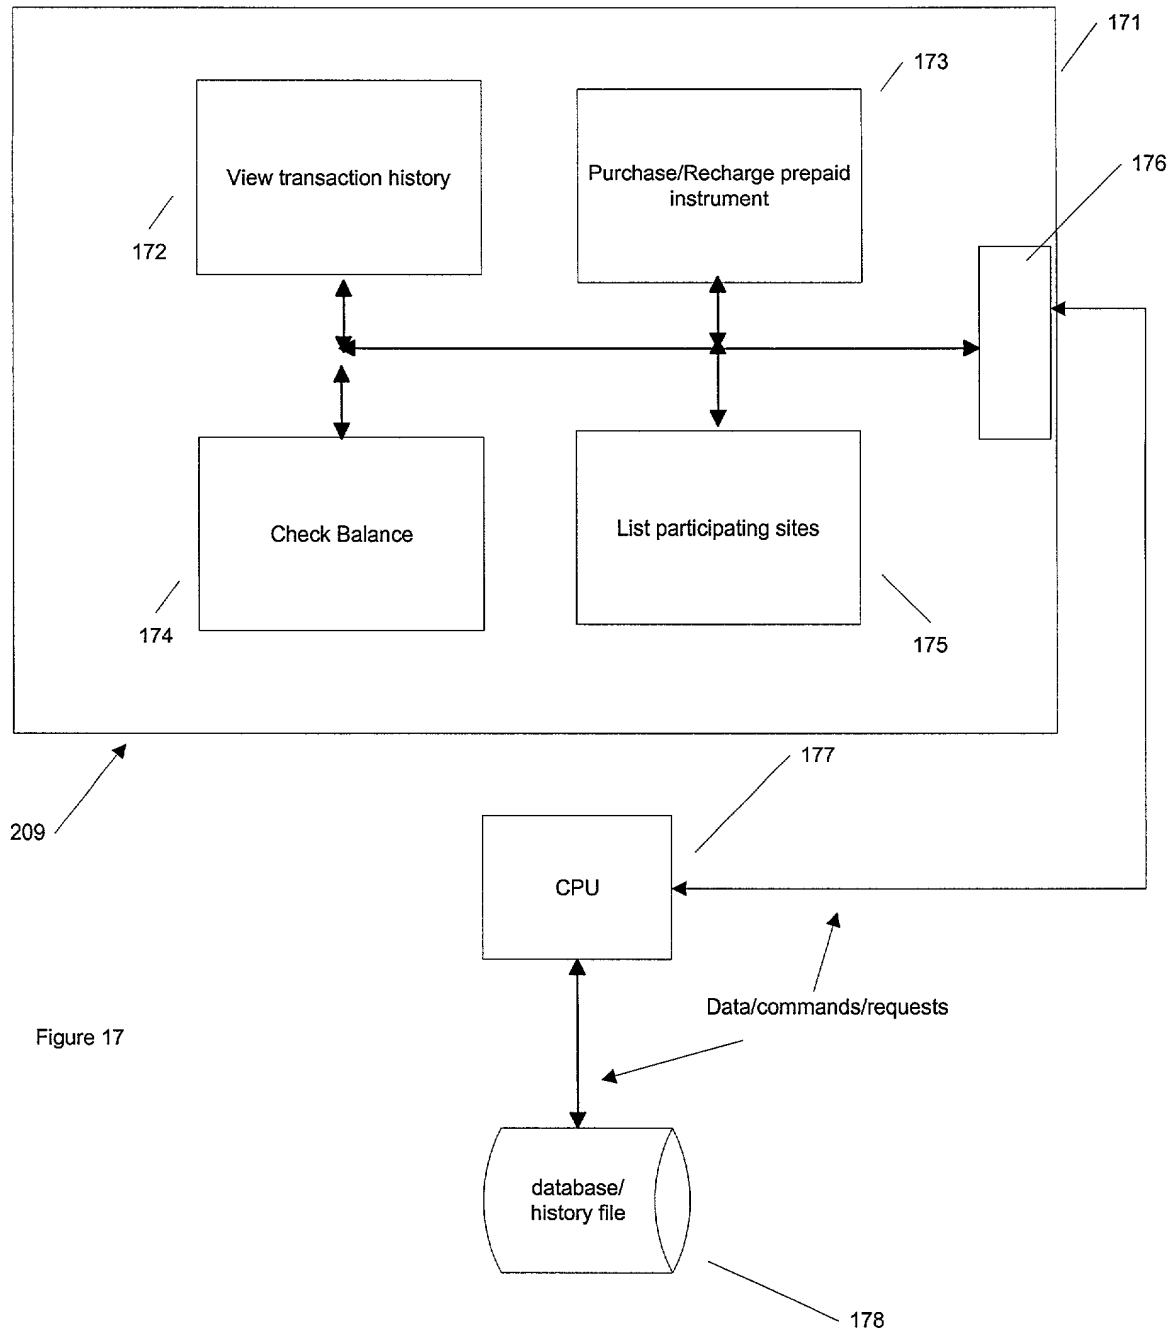 171
173
View transaction history
Purchase/Recharge prepaid
instrument
176
172
Check Balance
List participating sites
174
175
177
209
CPU
Data/commands/requests
Figure 17
database/
history file
178